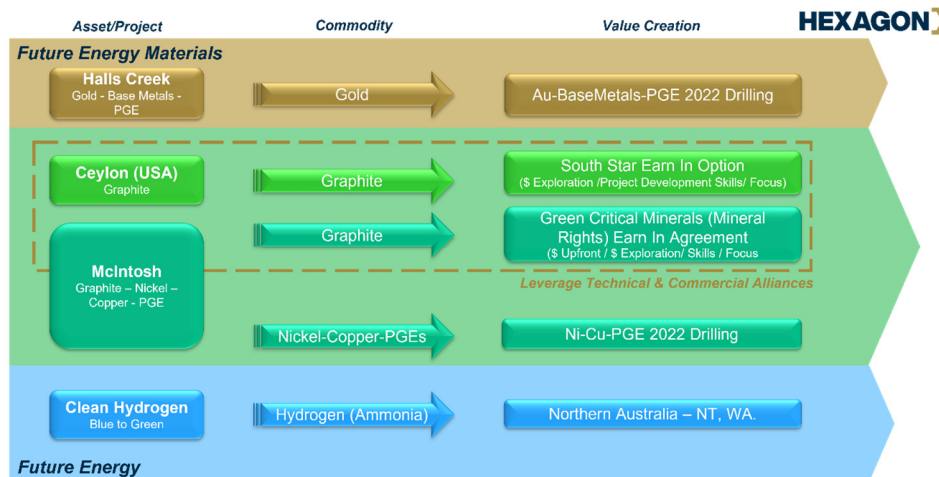 Asset/Project
Commodity
Value Creation
HEXAGON
Future Energy Materials
Halls Creek
Gold - Base Metals -
PGE
Gold
Au-BaseMetals-PGE 2022 Drilling
Ceylon (USA)
Graphite
Graphite
South Star Earn In Option
($ Exploration /Project Development Skills/ Focus)
McIntosh
Graphite – Nickel –
Copper - PGE
Graphite
Green Critical Minerals (Mineral
Rights) Earn In Agreement
($ Upfront / $ Exploration/ Skills / Focus
Leverage Technical & Commercial Alliances
Nickel-Copper-PGEs
Ni-Cu-PGE 2022 Drilling
Clean Hydrogen
Blue to Green
Hydrogen (Ammonia)
Northern Australia – NT, WA.
Future Energy